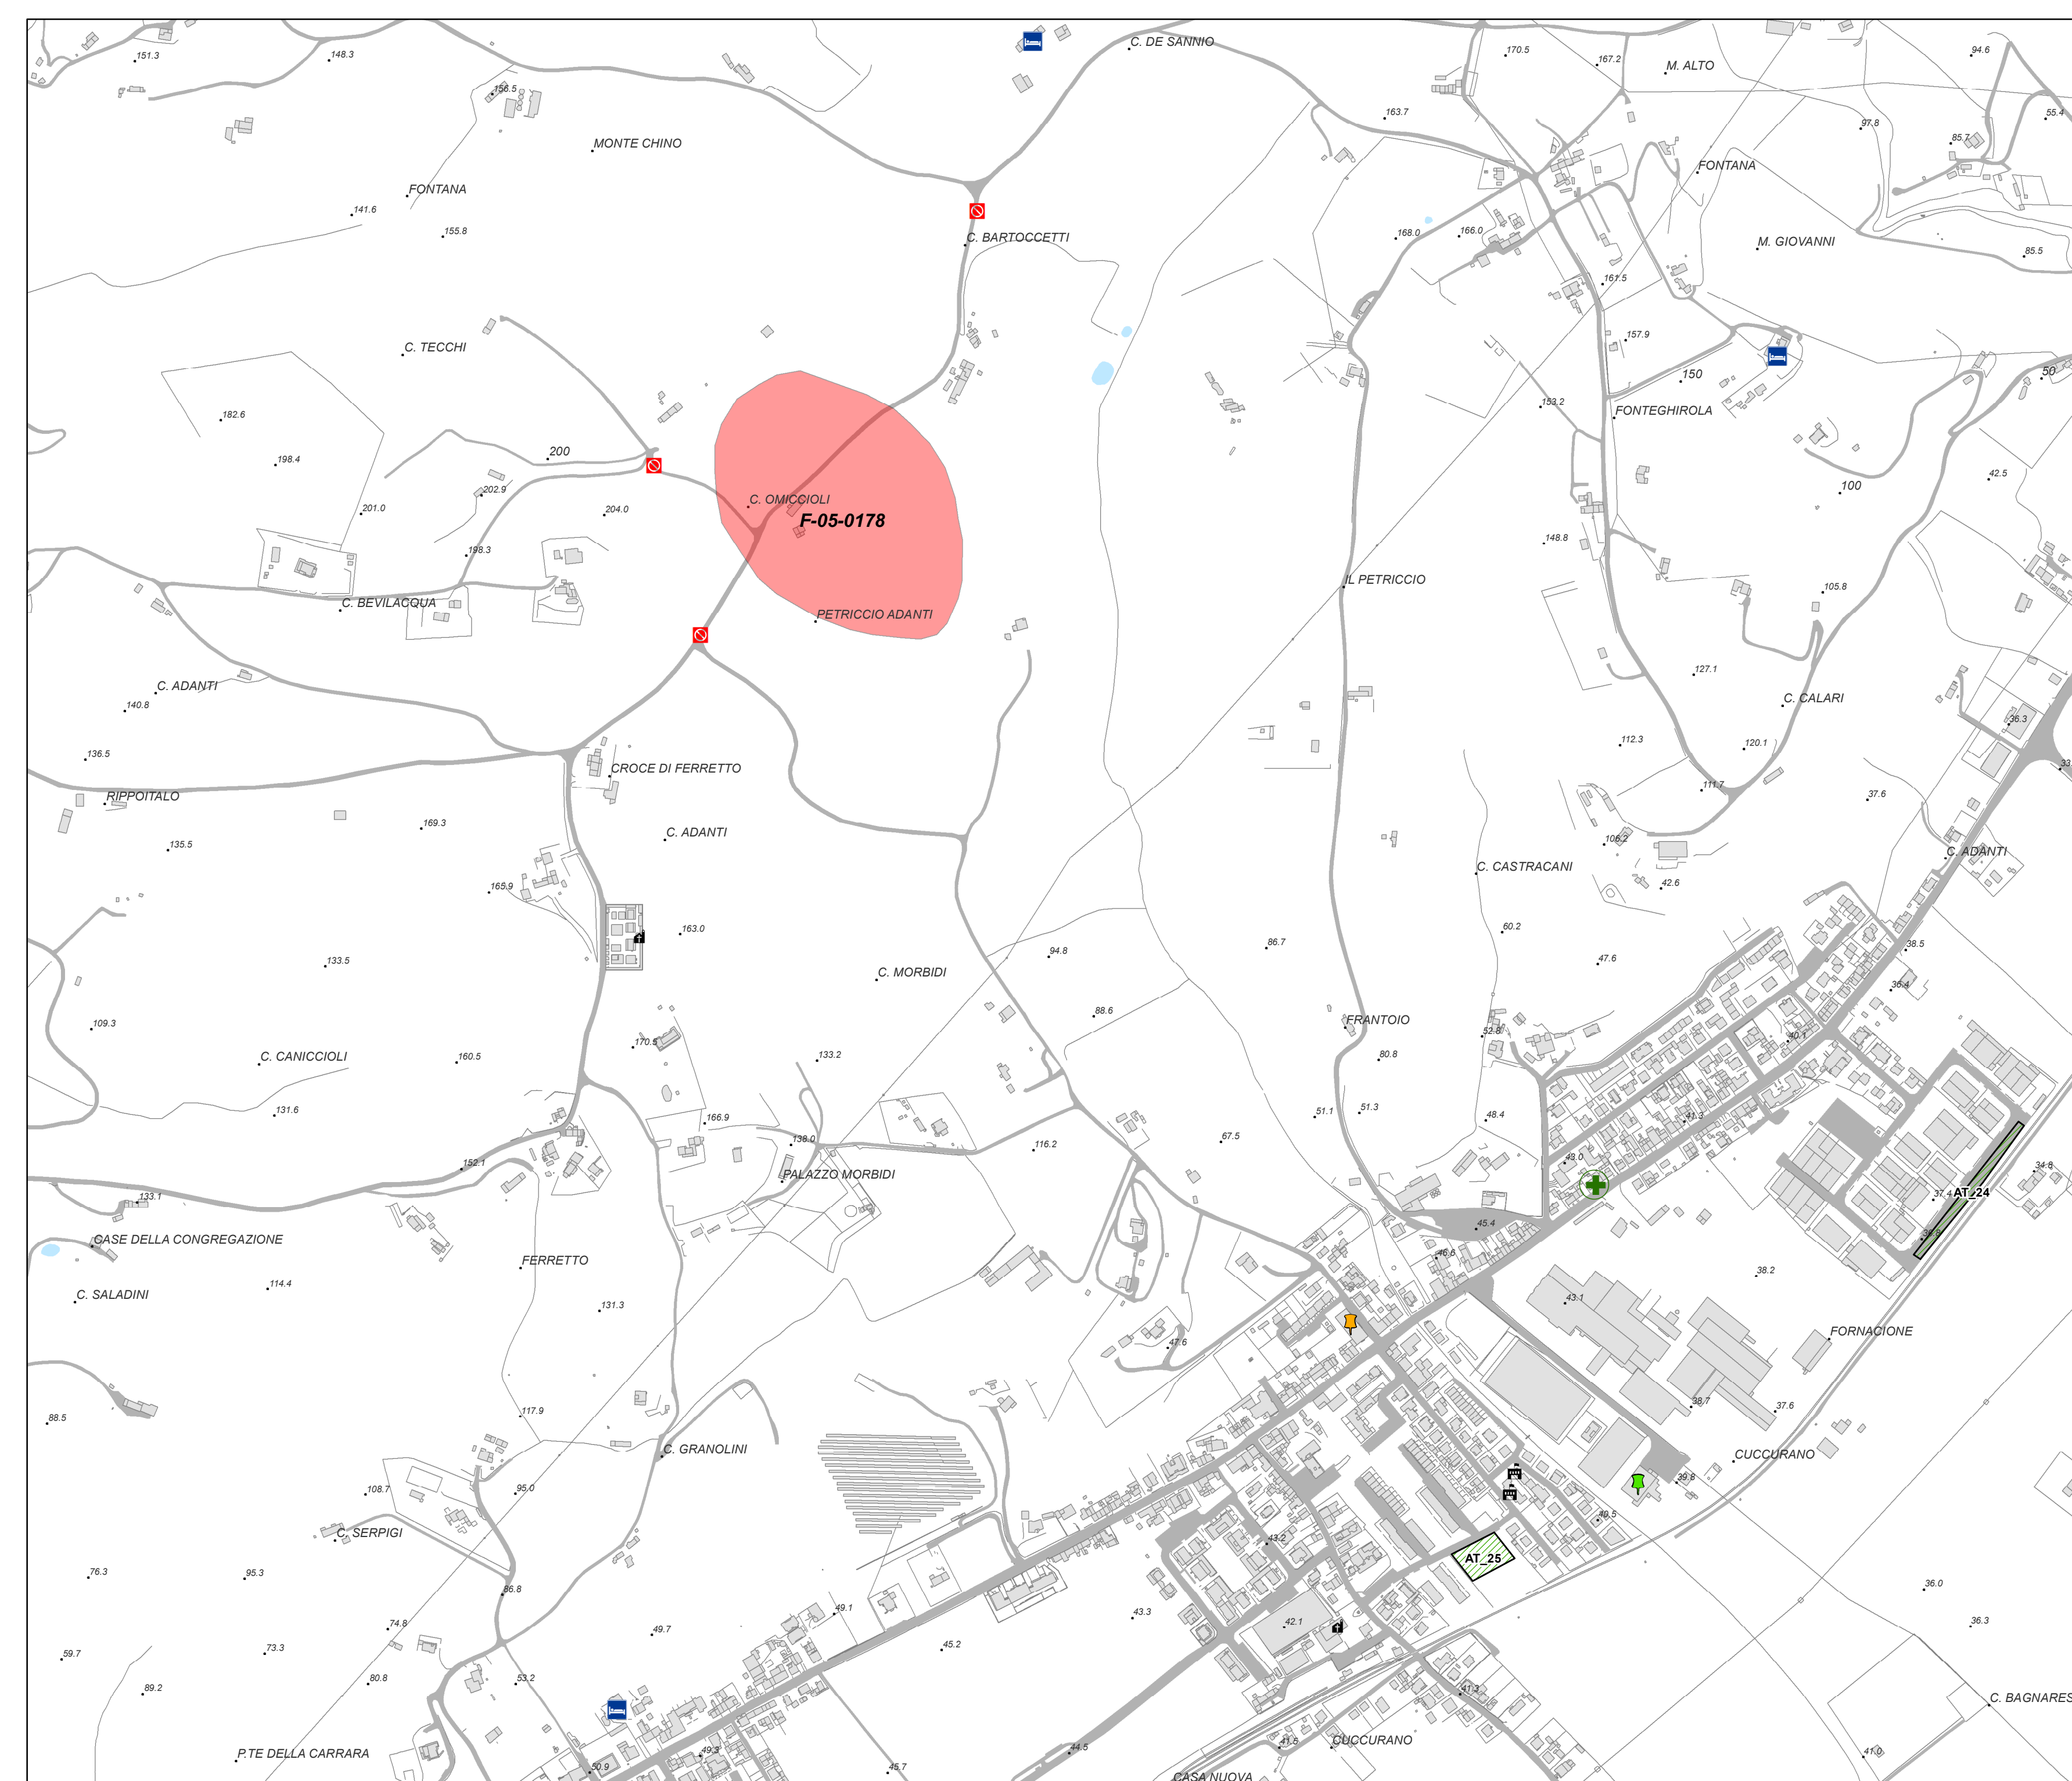 C. DE SANNIO
151.3
148.3
170.5
167.2
M. ALTO
94.6
156.5
163.7
97.8
55.4
85.7
MONTE CHINO
FONTANA
FONTANA
141.6
155.8
C. BARTOCCETTI
168.0
166.0
M. GIOVANNI
85.5
161.5
C. TECCHI
157.9
150
50
182.6
153.2
FONTEGHIROLA
198.4
200
42.5
202.9
100
201.0
204.0
C. OMICCIOLI
F-05-0178
198.3
148.8
IL PETRICCIO
105.8
C. BEVILACQUA
PETRICCIO ADANTI
127.1
C. ADANTI
140.8
C. CALARI
36.3
136.5
112.3
120.1
CROCE DI FERRETTO
111.7
RIPPOITALO
37.6
169.3
C. ADANTI
135.5
106.2
C. ADANTI
C. CASTRACANI
165.9
42.6
163.0
60.2
86.7
94.8
38.5
133.5
47.6
C. MORBIDI
36.4
109.3
88.6
FRANTOIO
52.8
40.1
170.5
C. CANICCIOLI
160.5
133.2
80.8
131.6
166.9
51.1
51.3
48.4
41.3
138.0
116.2
67.5
152.1
43.0
34.8
PALAZZO MORBIDI
133.1
37.4
AT_24
45.4
CASE DELLA CONGREGAZIONE
46.6
FERRETTO
38.2
114.4
C. SALADINI
131.3
43.1
FORNACIONE
47.6
88.5
117.9
38.7
37.6
C. GRANOLINI
CUCCURANO
108.7
95.0
39.8
40.5
C. SERPIGI
43.2
AT_25
76.3
95.3
86.8
36.0
74.8
49.1
43.3
42.1
36.3
59.7
73.3
49.7
45.2
89.2
80.8
53.2
41.3
C. BAGNARES
P.TE DELLA CARRARA
49.3
44.5
41.5
CUCCURANO
41.0
50.9
45.7
CASA NUOVA